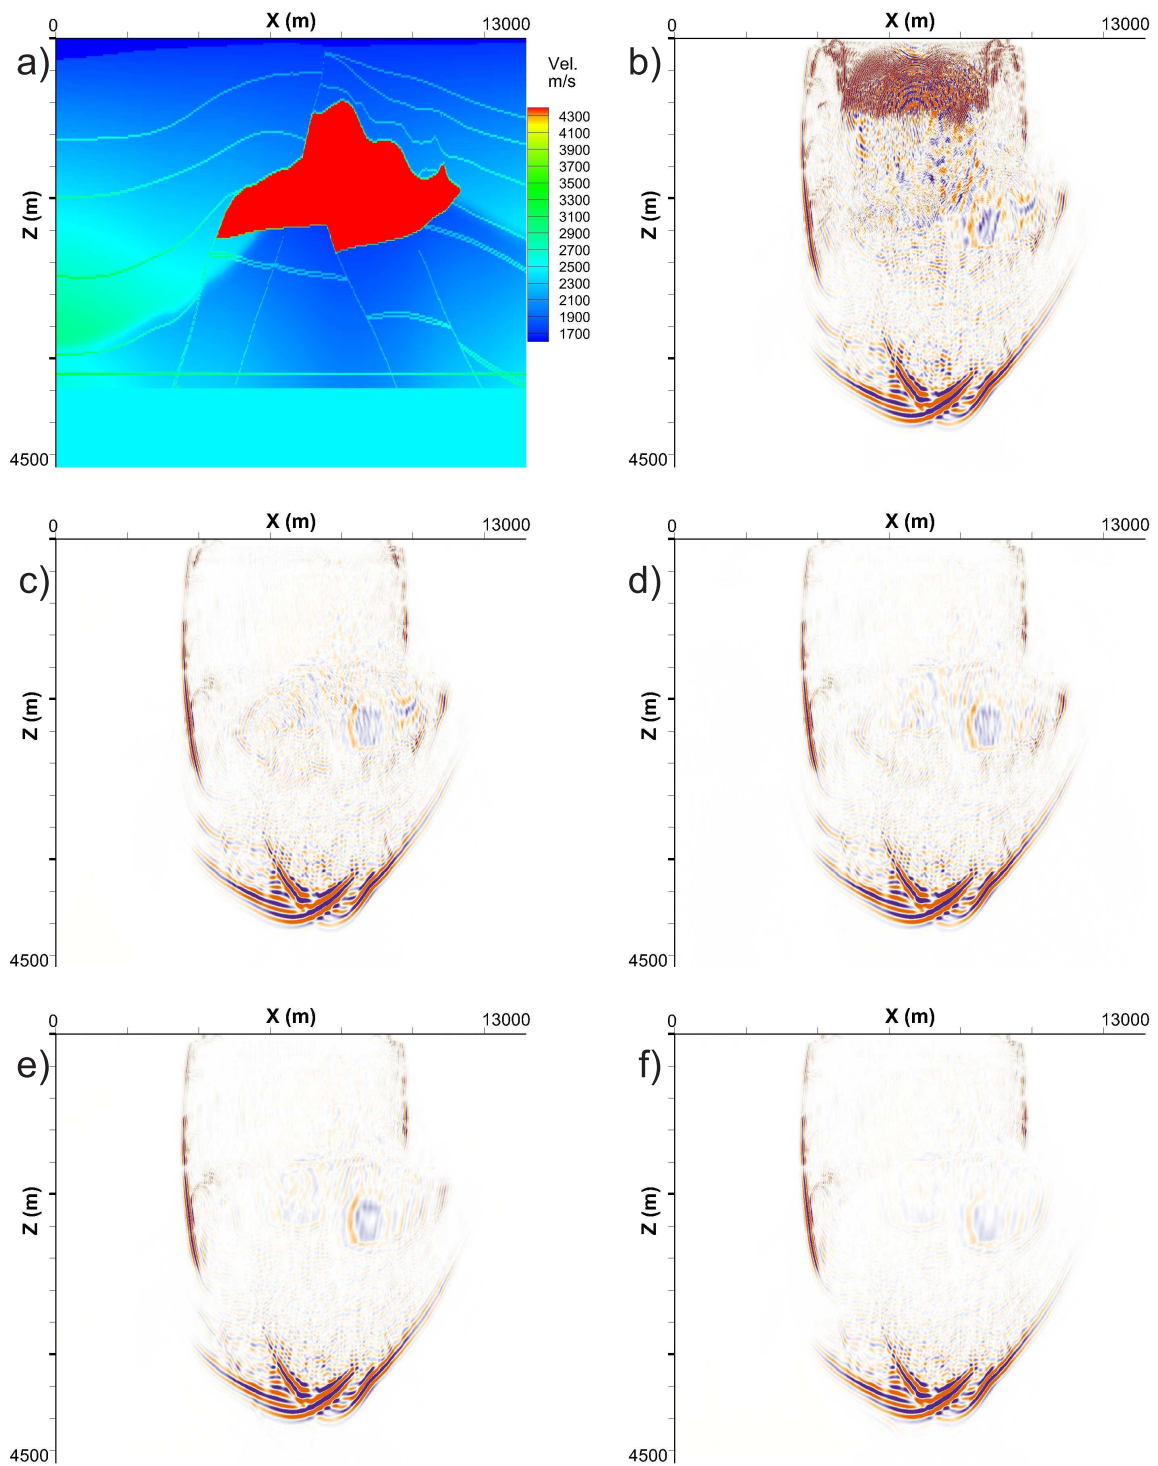 0 X (m) 13000
a)
Vel.
m/s
4300
4100
3900
3700
3500
3300
3100
2900
2700
2500
2300
2100
1900
1700
Z (m)
4500
0 X (m) 13000
b)
Z (m)
4500
0 X (m) 13000
c)
Z (m)
4500
0 X (m) 13000
d)
Z (m)
4500
0 X (m) 13000
e)
Z (m)
4500
0 X (m) 13000
f)
Z (m)
4500